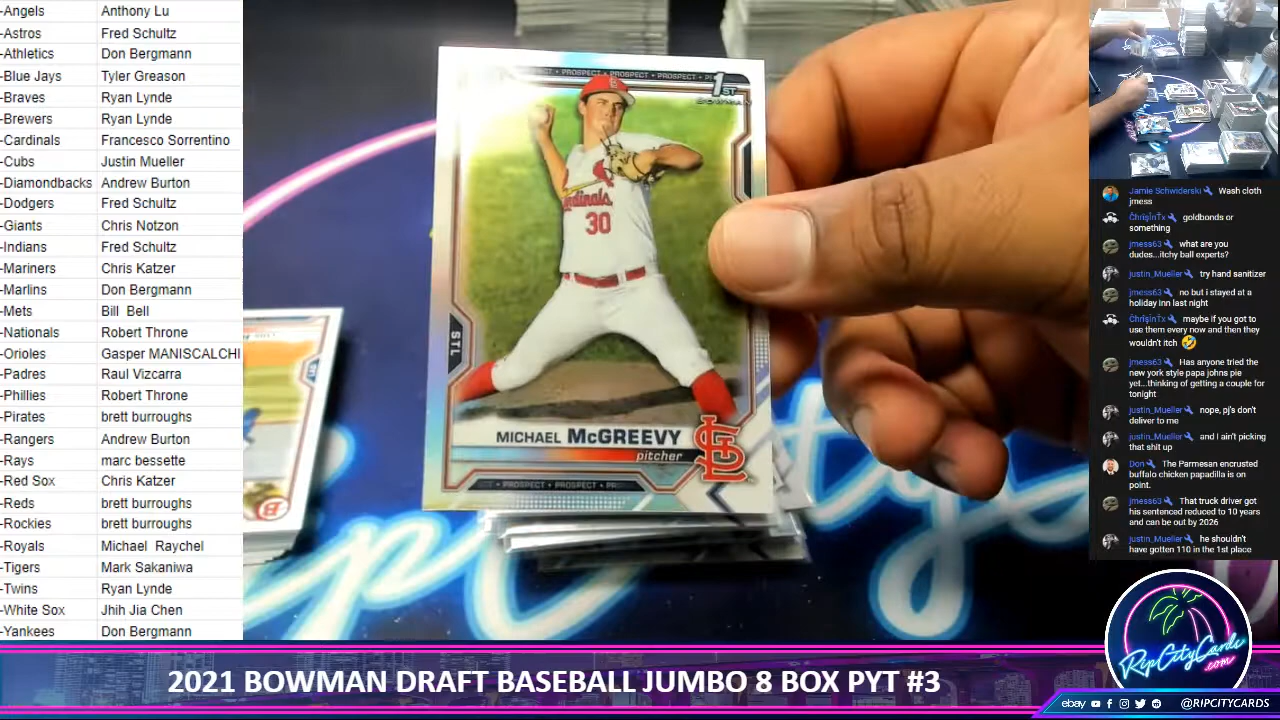 -Angels Anthony Lu
-Astros Fred Schultz
-Athletics Don Bergmann
-Blue Jays Tyler Greason
-Braves Ryan Lynde
-Brewers Ryan Lynde
-Cardinals Francesco Sorrentino
-Cubs Justin Mueller
-Diamondbacks Andrew Burton
-Dodgers Fred Schultz
-Giants Chris Notzon
-Indians Fred Schultz
-Mariners Chris Katzer
-Marlins Don Bergmann
-Mets Bill Bell
-Nationals Robert Throne
-Orioles Gasper MANISCALCHI
-Padres Raul Vizcarra
-Phillies Robert Throne
-Pirates brett burroughs
-Rangers Andrew Burton
-Rays marc bessette
-Red Sox Chris Katzer
-Reds brett burroughs
-Rockies brett burroughs
-Royals Michael Raychel
-Tigers Mark Sakaniwa
-Twins Ryan Lynde
-White Sox Jhih Jia Chen
-Yankees Don Bergmann
PROSPECT • PROSPECT • PROSPECT
1ST
BOWMAN
Cardinals
30
STL
MICHAEL McGREEVY
pitcher
PROSPECT • PROSPECT • PR
Jamie Schwiderski Wash cloth
jmess
ChrïşÎnŤx goldbonds or
something
jmess63 what are you
dudes...itchy ball experts?
justin_Mueller try hand sanitizer
jmess63 no but i stayed at a
holiday inn last night
ChrïşÎnŤx maybe if you got to
use them every now and then they
wouldn't itch 🤣
jmess63 Has anyone tried the
new york style papa johns pie
yet...thinking of getting a couple for
tonight
justin_Mueller nope, pj's don't
deliver to me
justin_Mueller and I ain't picking
that shit up
Don The Parmesan encrusted
buffalo chicken papadilla is on
point.
jmess63 That truck driver got
his sentenced reduced to 10 years
and can be out by 2026
justin_Mueller he shouldn't
have gotten 110 in the 1st place
RipCityCards
.com
2021 BOWMAN DRAFT BASEBALL JUMBO 8 BOX PYT #3
ebay @RIPCITYCARDS